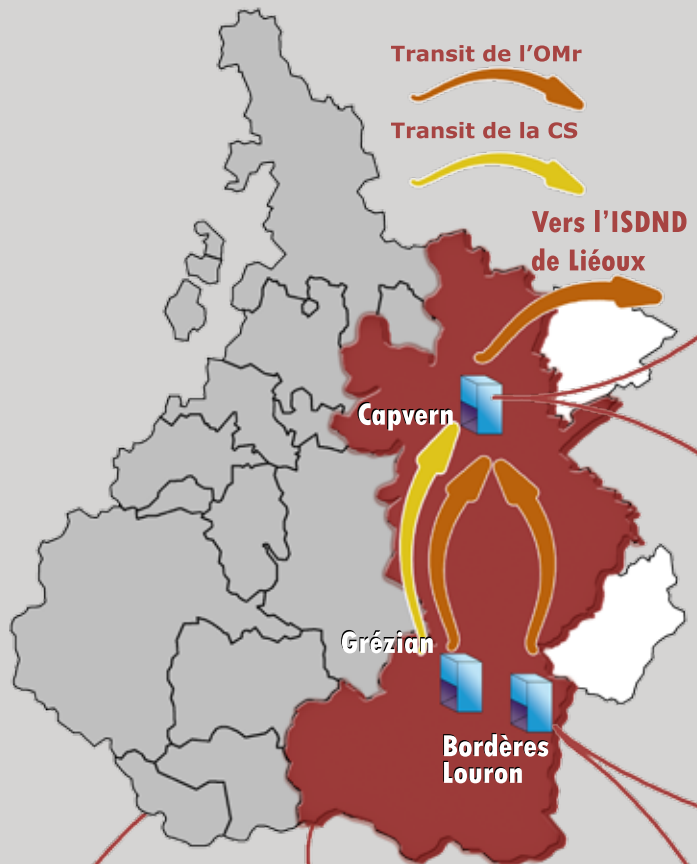 Transit de l'OMr
Transit de la CS
Vers l'ISDND
de Liéoux
Capvern
Grézian
Bordères
Louron